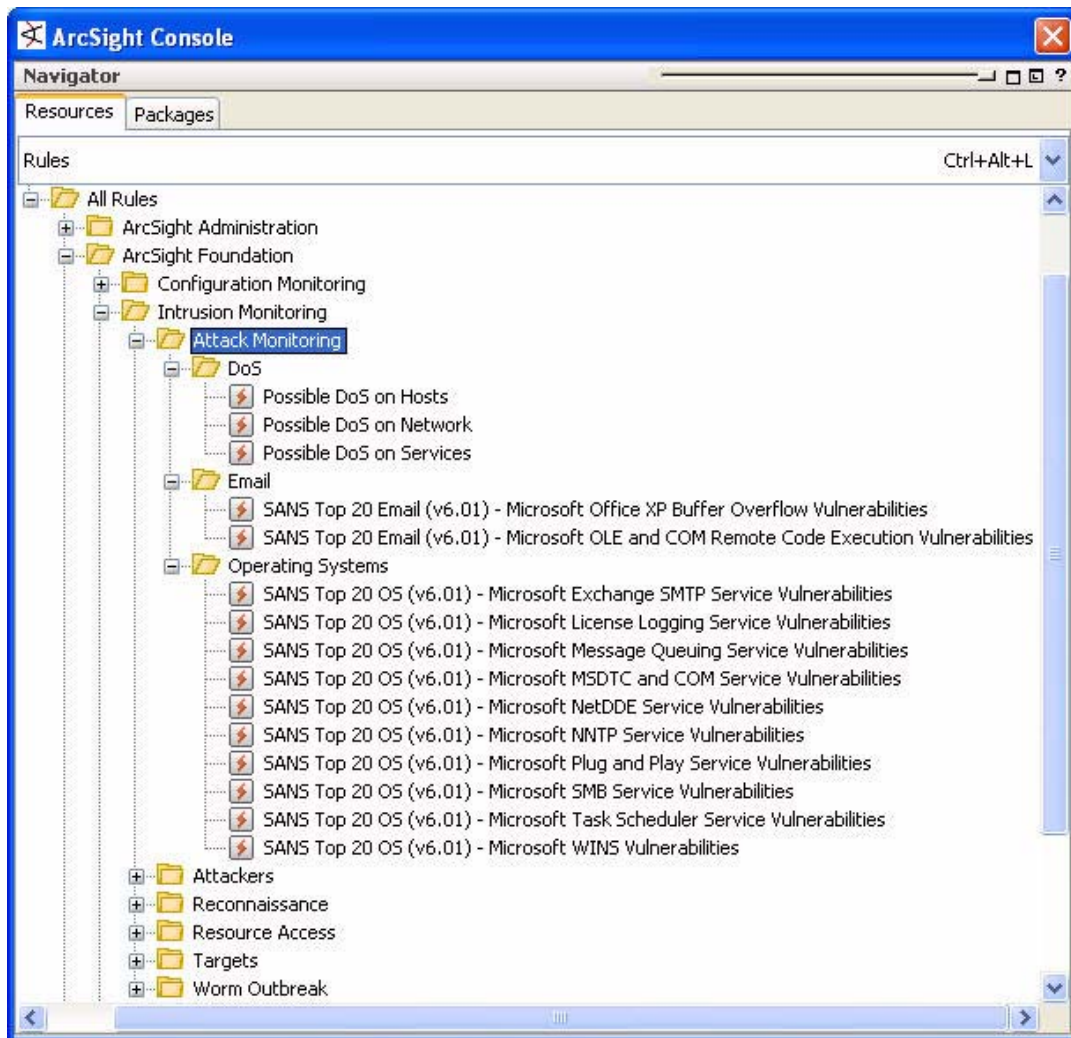 ArcSight Console
Navigator
?
Resources
Packages
Rules
Ctrl+Alt+L
All Rules
ArcSight Administration
ArcSight Foundation
Configuration Monitoring
Intrusion Monitoring
Attack Monitoring
DoS
Possible DoS on Hosts
Possible DoS on Network
Possible DoS on Services
Email
SANS Top 20 Email (v6.01) - Microsoft Office XP Buffer Overflow Vulnerabilities
SANS Top 20 Email (v6.01) - Microsoft OLE and COM Remote Code Execution Vulnerabilities
Operating Systems
SANS Top 20 OS (v6.01) - Microsoft Exchange SMTP Service Vulnerabilities
SANS Top 20 OS (v6.01) - Microsoft License Logging Service Vulnerabilities
SANS Top 20 OS (v6.01) - Microsoft Message Queuing Service Vulnerabilities
SANS Top 20 OS (v6.01) - Microsoft MSDTC and COM Service Vulnerabilities
SANS Top 20 OS (v6.01) - Microsoft NetDDE Service Vulnerabilities
SANS Top 20 OS (v6.01) - Microsoft NNTP Service Vulnerabilities
SANS Top 20 OS (v6.01) - Microsoft Plug and Play Service Vulnerabilities
SANS Top 20 OS (v6.01) - Microsoft SMB Service Vulnerabilities
SANS Top 20 OS (v6.01) - Microsoft Task Scheduler Service Vulnerabilities
SANS Top 20 OS (v6.01) - Microsoft WINS Vulnerabilities
Attackers
Reconnaissance
Resource Access
Targets
Worm Outbreak